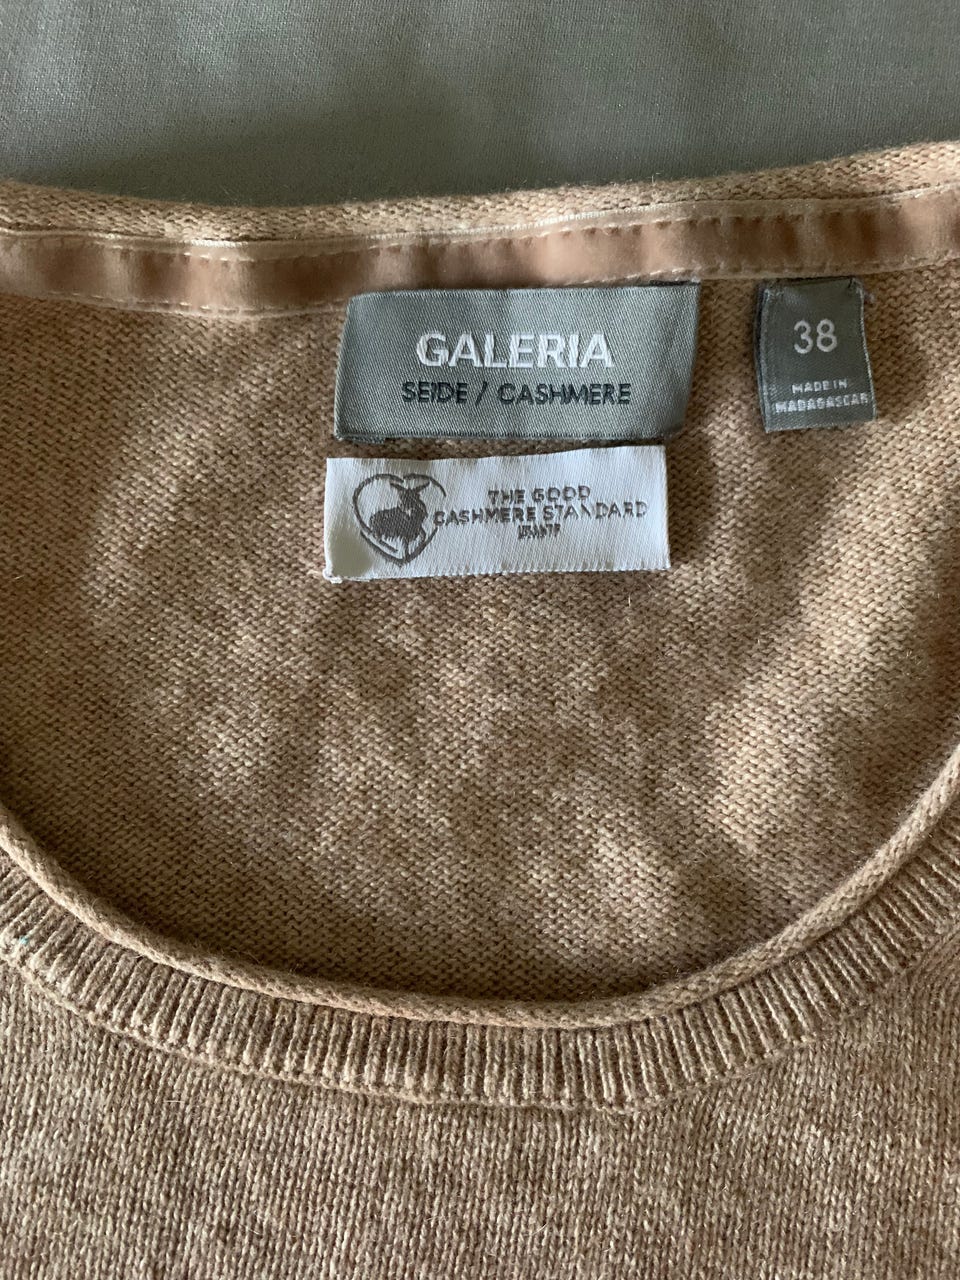 GALERIA
SEIDE / CASHMERE
38
MADE IN
MADAGASCAR
THE GOOD
CASHMERE STANDARD